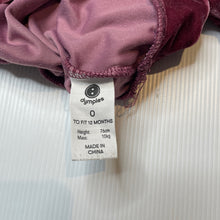 dymples
0
TO FIT 12 MONTHS
Height: 76cm
Mass: 10kg
MADE IN
CHINA